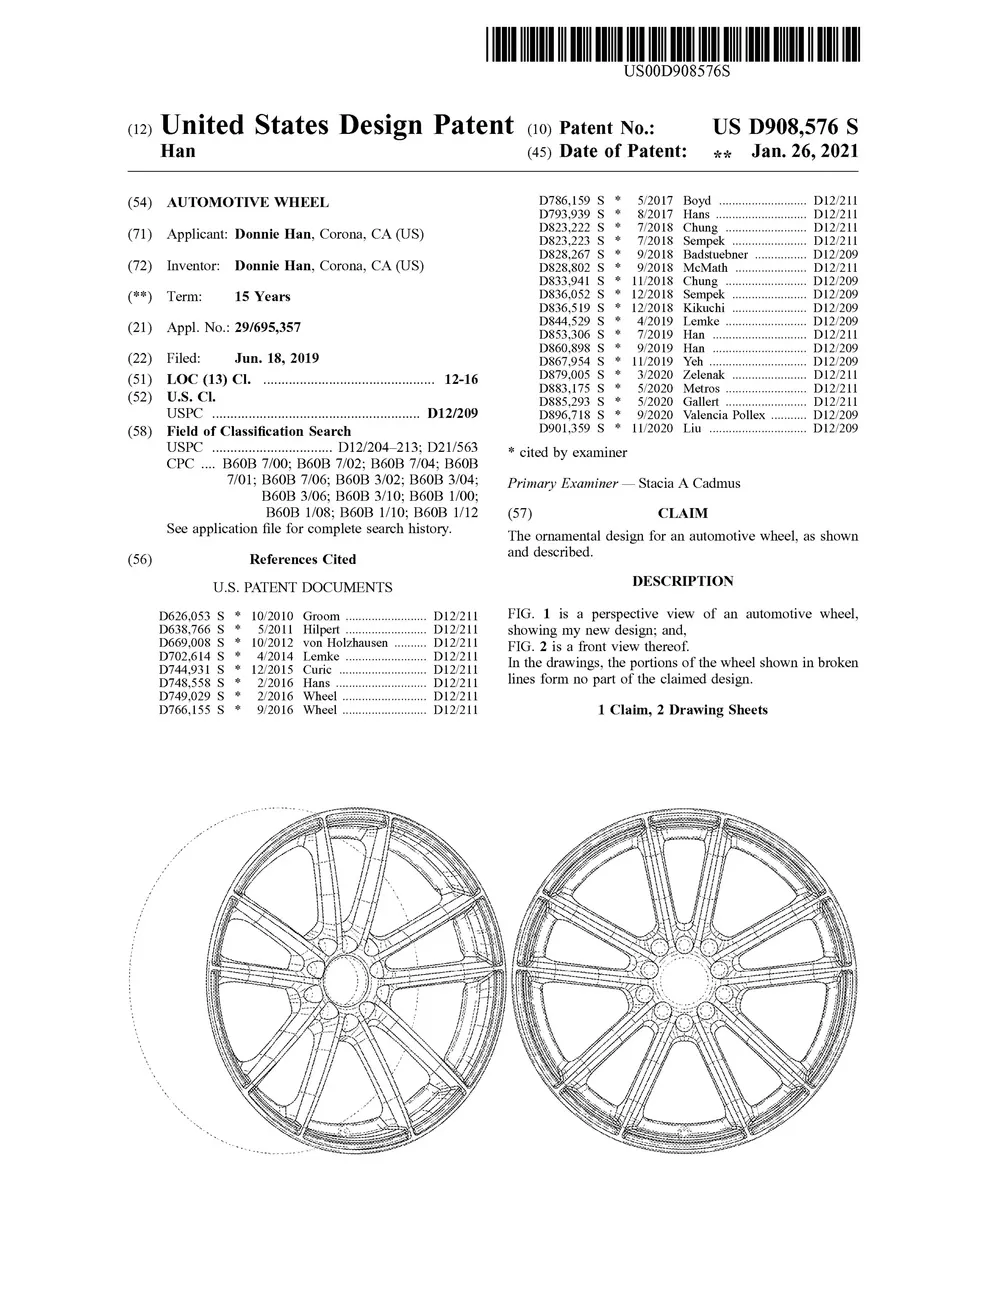 US00D908576S
(12) United States Design Patent
Han
(10) Patent No.: US D908,576 S
(45) Date of Patent: ** Jan. 26, 2021
(54) AUTOMOTIVE WHEEL
(71) Applicant: Donnie Han, Corona, CA (US)
(72) Inventor: Donnie Han, Corona, CA (US)
(**) Term: 15 Years
(21) Appl. No.: 29/695,357
(22) Filed: Jun. 18, 2019
(51) LOC (13) Cl. ............................................... 12-16
(52) U.S. Cl.
USPC ........................................................ D12/209
(58) Field of Classification Search
USPC ................................ D12/204–213; D21/563
CPC .... B60B 7/00; B60B 7/02; B60B 7/04; B60B
7/01; B60B 7/06; B60B 3/02; B60B 3/04;
B60B 3/06; B60B 3/10; B60B 1/00;
B60B 1/08; B60B 1/10; B60B 1/12
See application file for complete search history.
(56) References Cited
U.S. PATENT DOCUMENTS
D626,053 S * 10/2010 Groom ......................... D12/211
D638,766 S * 5/2011 Hilpert ......................... D12/211
D669,008 S * 10/2012 von Holzhausen .......... D12/211
D702,614 S * 4/2014 Lemke ......................... D12/211
D744,931 S * 12/2015 Curic ........................... D12/211
D748,558 S * 2/2016 Hans ............................ D12/211
D749,029 S * 2/2016 Wheel .......................... D12/211
D766,155 S * 9/2016 Wheel .......................... D12/211
D786,159 S * 5/2017 Boyd ........................... D12/211
D793,939 S * 8/2017 Hans ............................ D12/211
D823,222 S * 7/2018 Chung ......................... D12/211
D823,223 S * 7/2018 Sempek ....................... D12/211
D828,267 S * 9/2018 Badstuebner ................ D12/209
D828,802 S * 9/2018 McMath ...................... D12/211
D833,941 S * 11/2018 Chung ......................... D12/209
D836,052 S * 12/2018 Sempek ....................... D12/209
D836,519 S * 12/2018 Kikuchi ....................... D12/209
D844,529 S * 4/2019 Lemke ......................... D12/209
D853,306 S * 7/2019 Han ............................. D12/211
D860,898 S * 9/2019 Han ............................. D12/209
D867,954 S * 11/2019 Yeh .............................. D12/209
D879,005 S * 3/2020 Zelenak ....................... D12/211
D883,175 S * 5/2020 Metros ........................ D12/211
D885,293 S * 5/2020 Gallert ......................... D12/211
D896,718 S * 9/2020 Valencia Pollex ........... D12/209
D901,359 S * 11/2020 Liu .............................. D12/209
* cited by examiner
Primary Examiner — Stacia A Cadmus
(57) CLAIM
The ornamental design for an automotive wheel, as shown
and described.
DESCRIPTION
FIG. 1 is a perspective view of an automotive wheel,
showing my new design; and,
FIG. 2 is a front view thereof.
In the drawings, the portions of the wheel shown in broken
lines form no part of the claimed design.
1 Claim, 2 Drawing Sheets